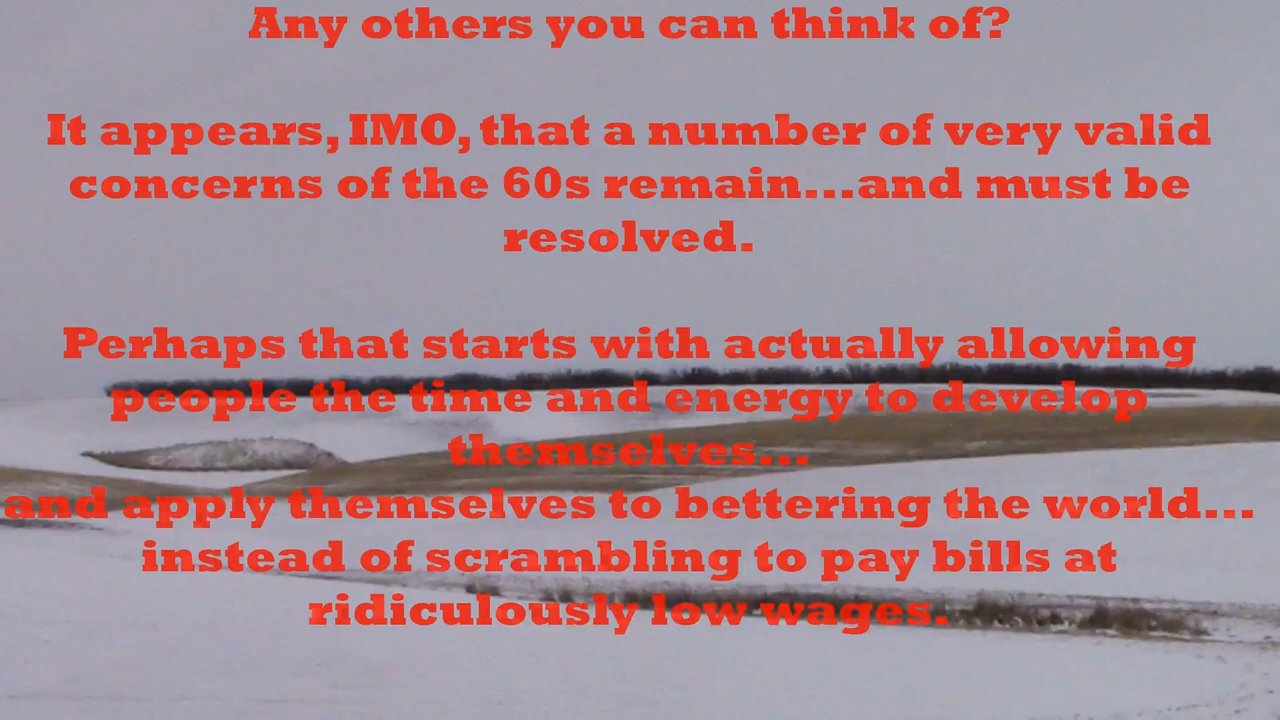 Any others you can think of?
It appears, IMO, that a number of very valid
concerns of the 60s remain...and must be
resolved.
Perhaps that starts with actually allowing
people the time and energy to develop
themselves...
and apply themselves to bettering the world...
instead of scrambling to pay bills at
ridiculously low wages.